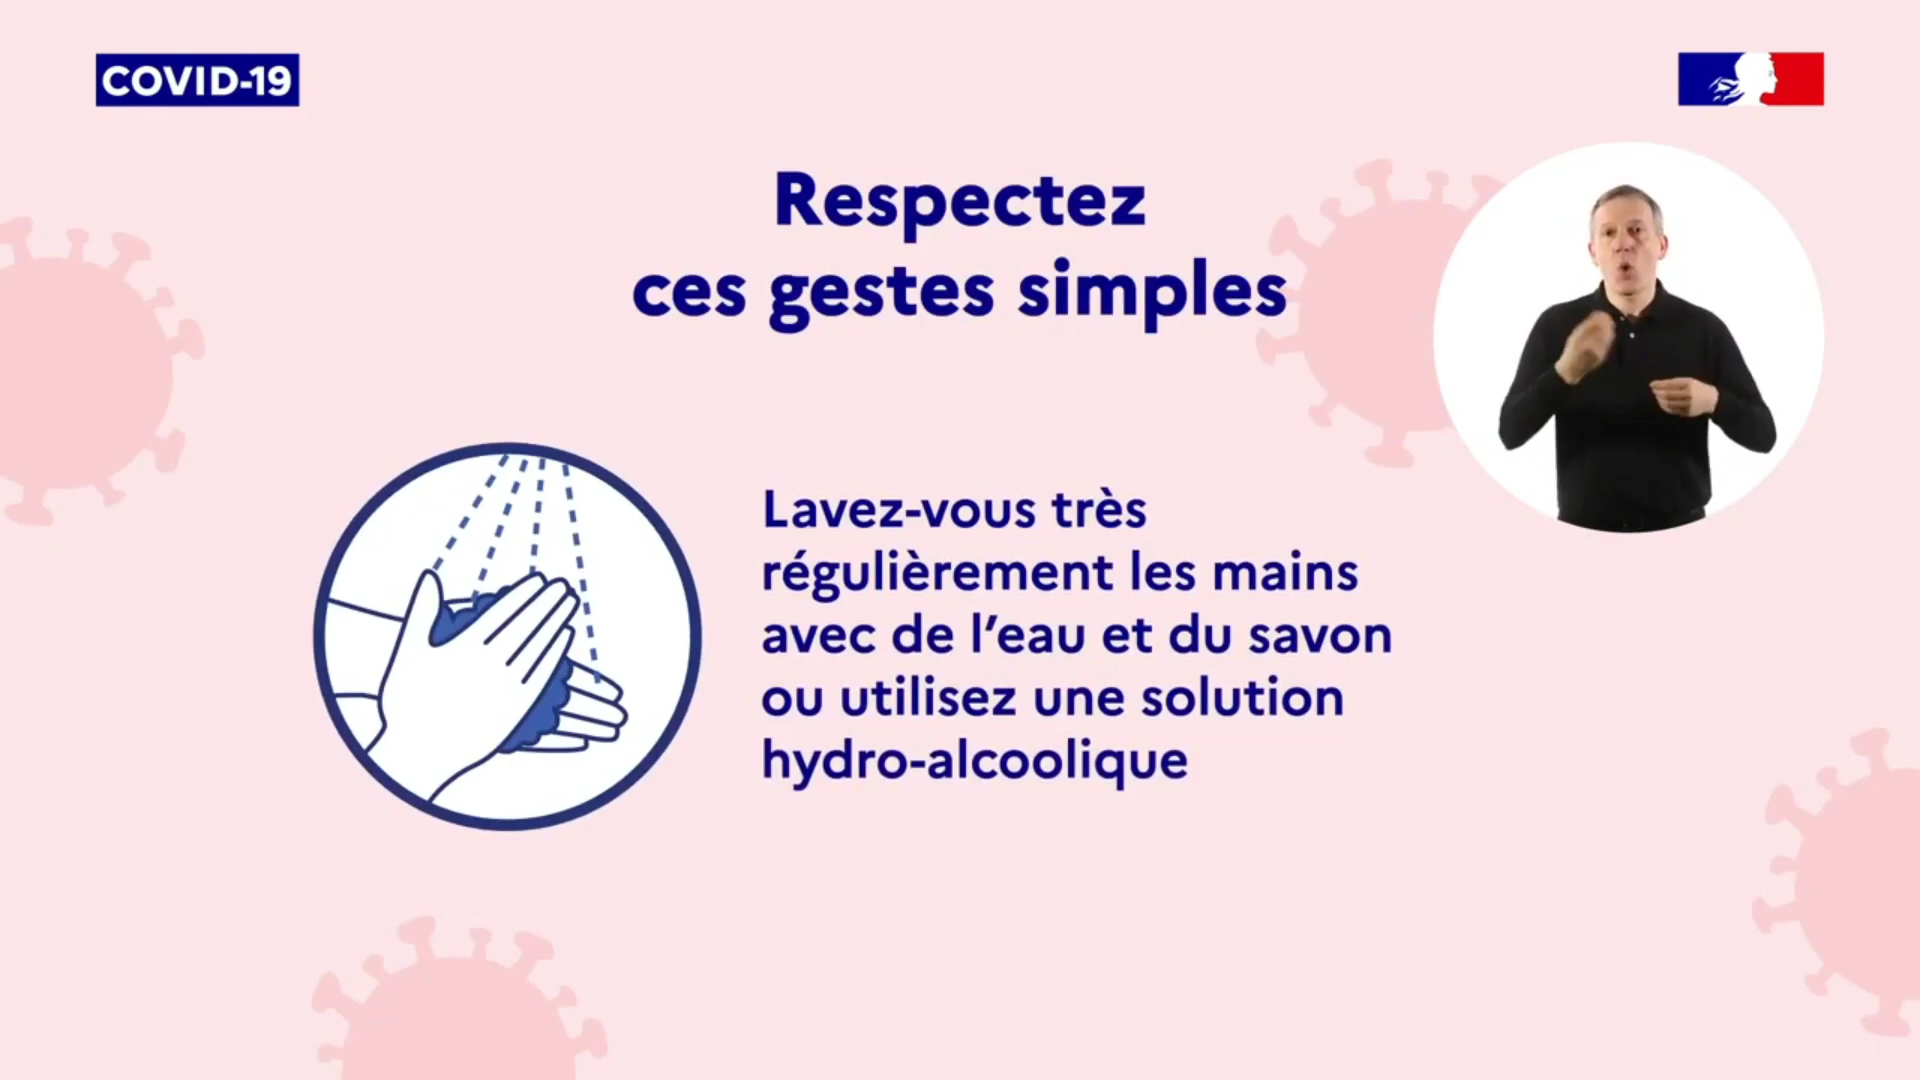 COVID-19
Respectez
ces gestes simples
Lavez-vous très
régulièrement les mains
avec de l’eau et du savon
ou utilisez une solution
hydro-alcoolique